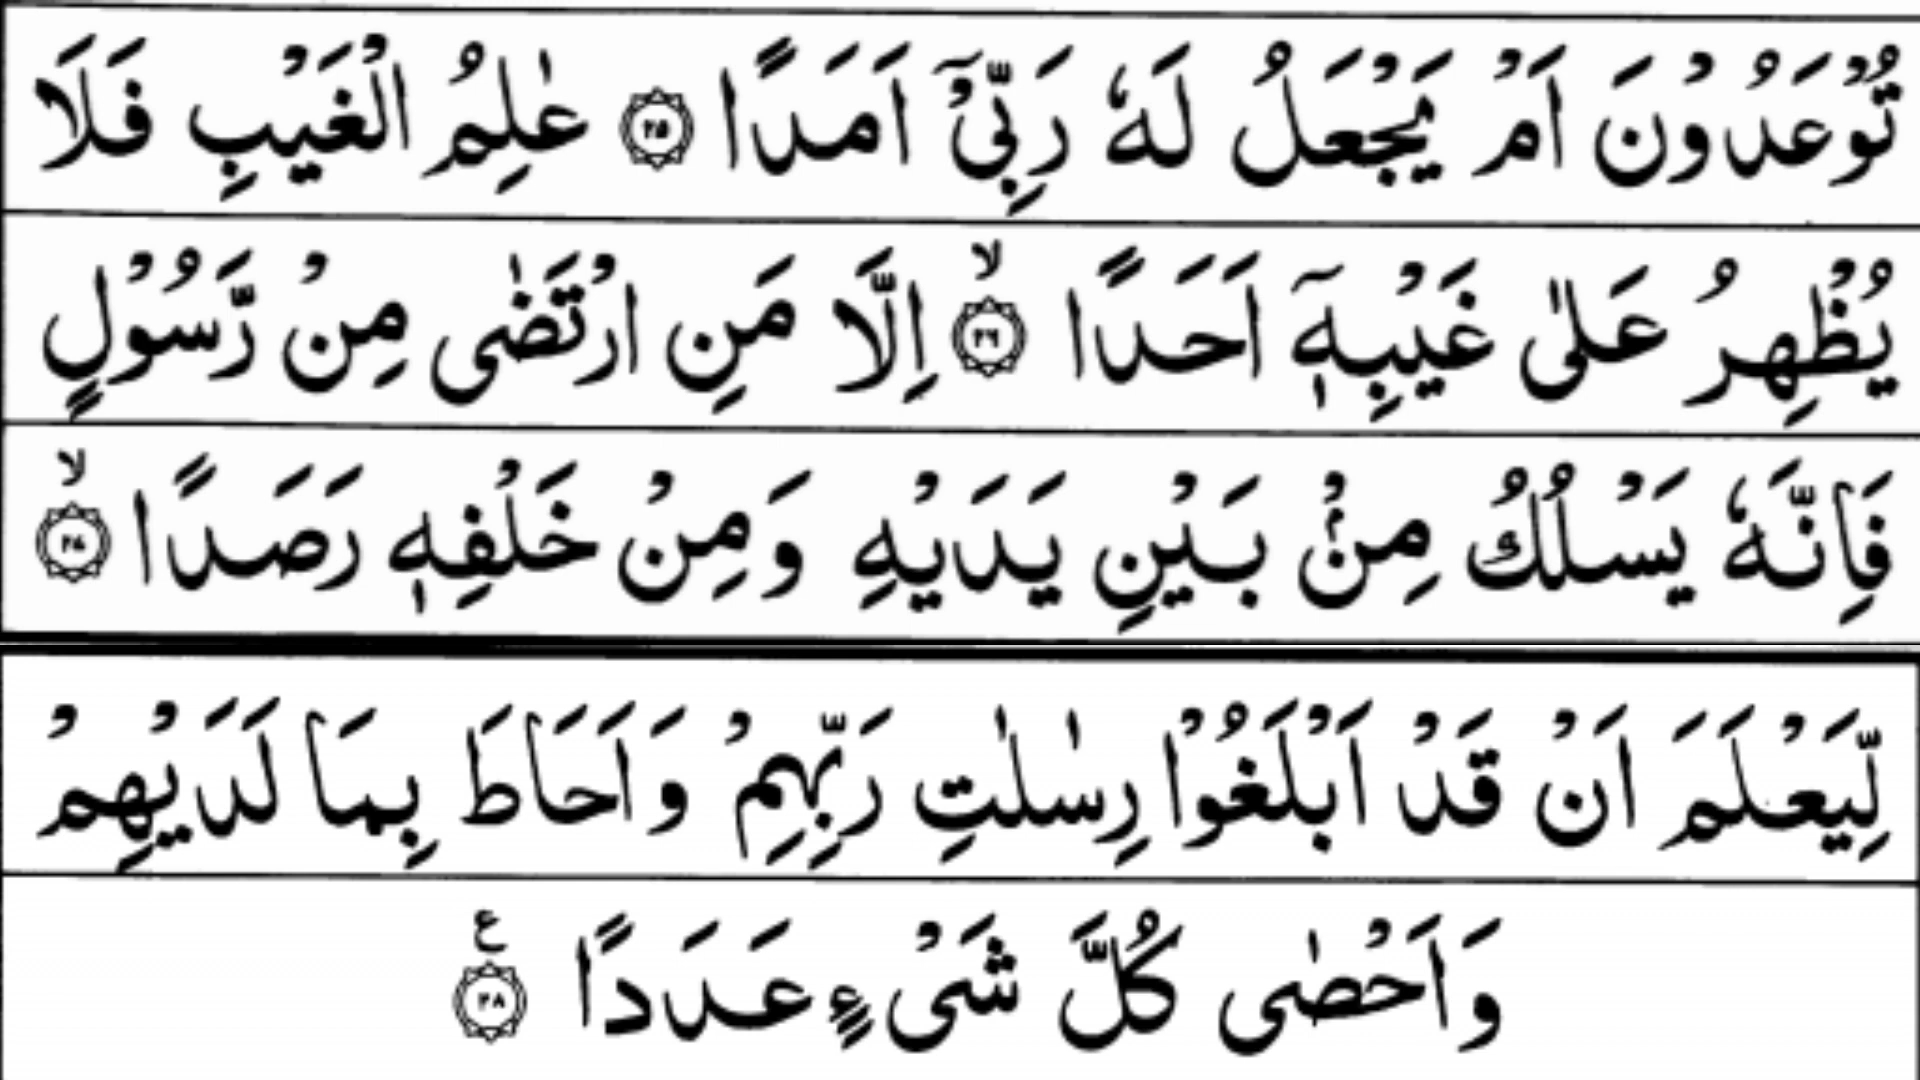 تُوْعَدُوْنَ اَمْ يَجْعَلُ لَهٗ رَبِّيْۤ اَمَدًا ۲۵ عٰلِمُ الْغَيْبِ فَلَا
يُظْهِرُ عَلٰى غَيْبِهٖۤ اَحَدًا ۲۶ۙ اِلَّا مَنِ ارْتَضٰى مِنْ رَّسُوْلٍ
فَاِنَّهٗ يَسْلُكُ مِنْۢ بَيْنِ يَدَيْهِ وَمِنْ خَلْفِهٖ رَصَدًا ۲۷ۙ
لِّيَعْلَمَ اَنْ قَدْ اَبْلَغُوْا رِسٰلٰتِ رَبِّهِمْ وَاَحَاطَ بِمَا لَدَيْهِمْ
وَاَحْصٰى كُلَّ شَيْءٍ عَدَدًا ۲۸ ع